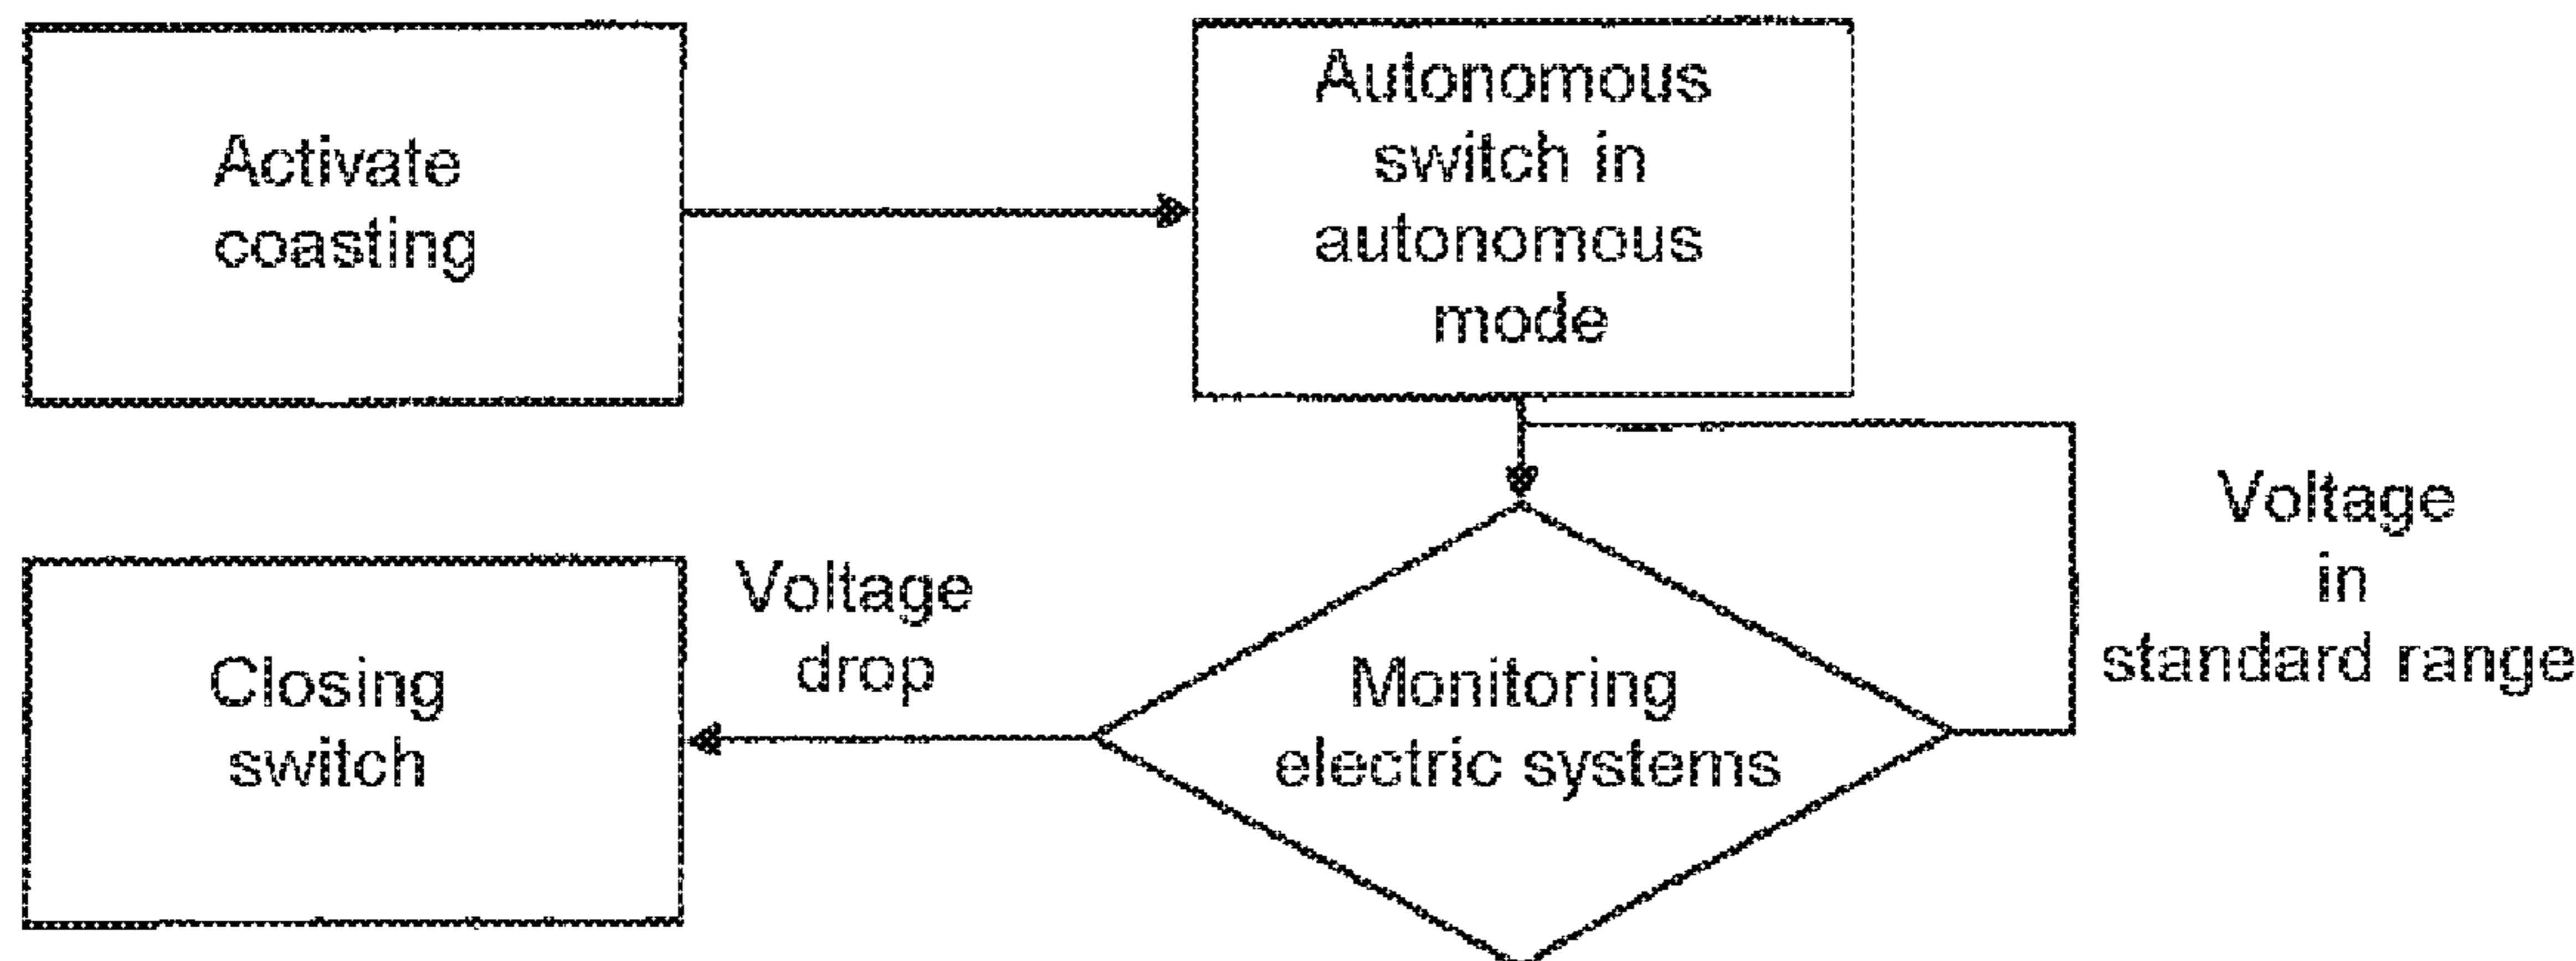 Activate
coasting
Autonomous
switch in
autonomous
mode
Voltage
in
standard range
Voltage
drop
Closing
switch
Monitoring
electric systems